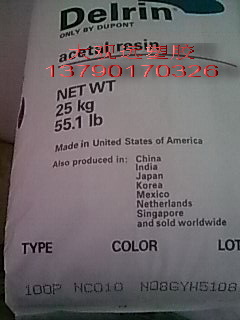 Delrin
ONLY BY DUPONT
acetal resin
13790170326
NET WT
25 kg
55.1 lb
Made in United States of America
Also produced in: China
India
Japan
Korea
Mexico
Netherlands
Singapore
and sold worldwide
TYPE COLOR LOT
100P NC010 NO8GYH5108